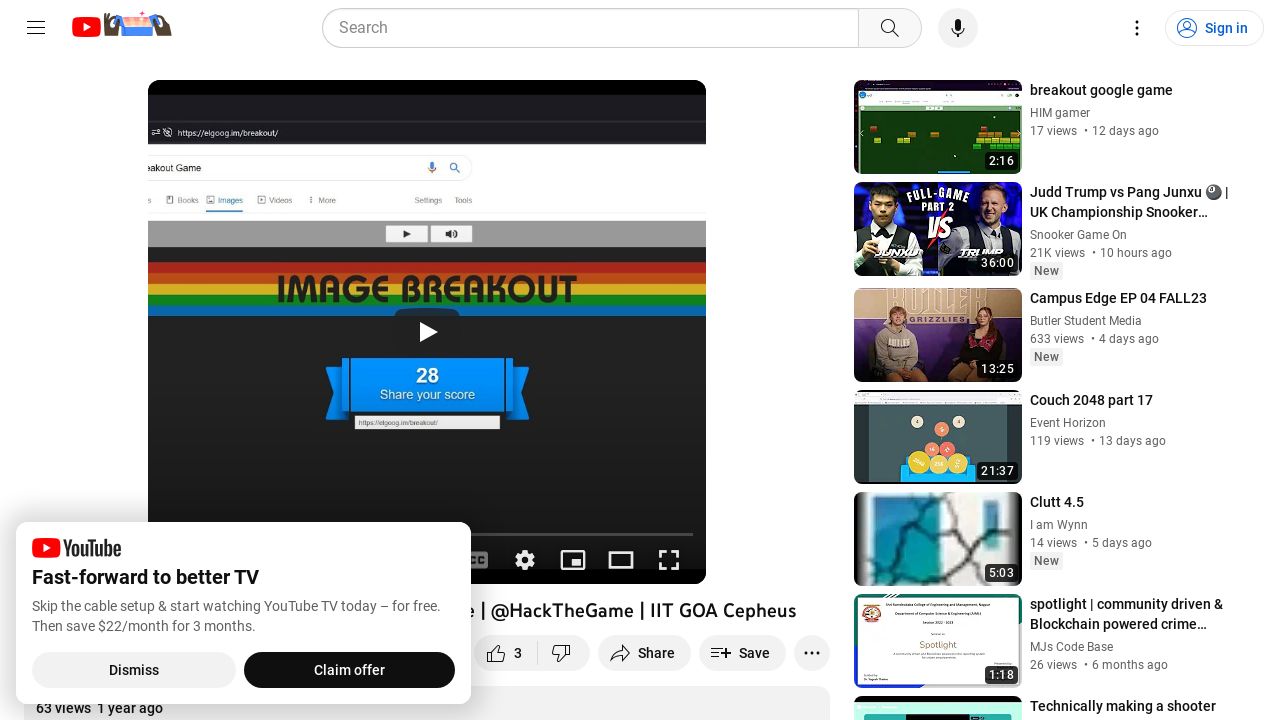 Search
Sign in
https://elgoog.im/breakout/
eakout Game
Books
Images
Videos
More
Settings
Tools
IMAGE BREAKOUT
28
Share your score
https://elgoog.im/breakout/
YouTube
Fast-forward to better TV
Skip the cable setup & start watching YouTube TV today – for free.
Then save $22/month for 3 months.
Dismiss
Claim offer
e | @HackTheGame | IIT GOA Cepheus
3
Share
Save
63 views 1 year ago
2:16
breakout google game
HIM gamer
17 views • 12 days ago
FULL-GAME
PART 2
JUNXU
VS
TRUMP
36:00
Judd Trump vs Pang Junxu 🎱 |
UK Championship Snooker…
Snooker Game On
21K views • 10 hours ago
New
BUTLER
GRIZZLIES
13:25
Campus Edge EP 04 FALL23
Butler Student Media
633 views • 4 days ago
New
21:37
Couch 2048 part 17
Event Horizon
119 views • 13 days ago
5:03
Clutt 4.5
I am Wynn
14 views • 5 days ago
New
Spotlight
1:18
spotlight | community driven &
Blockchain powered crime…
MJs Code Base
26 views • 6 months ago
Technically making a shooter